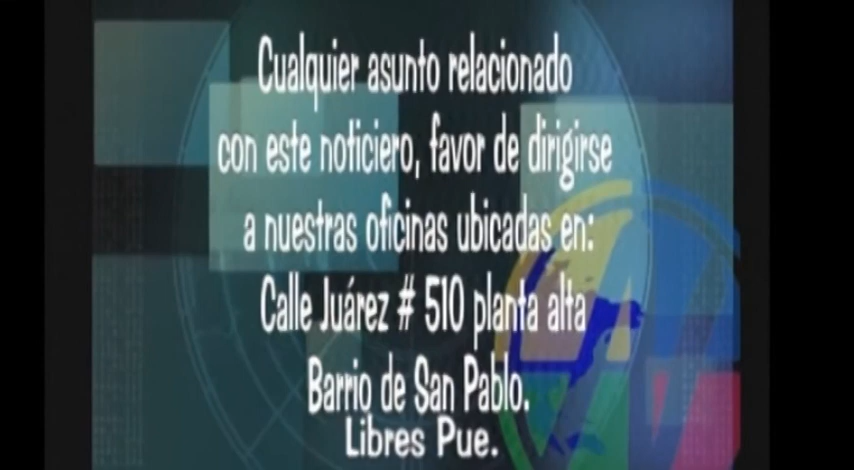 Cualquier asunto relacionado
con este noticiero, favor de dirigirse
a nuestras oficinas ubicadas en:
Calle Juárez # 510 planta alta
Barrio de San Pablo.
Libres Pue.